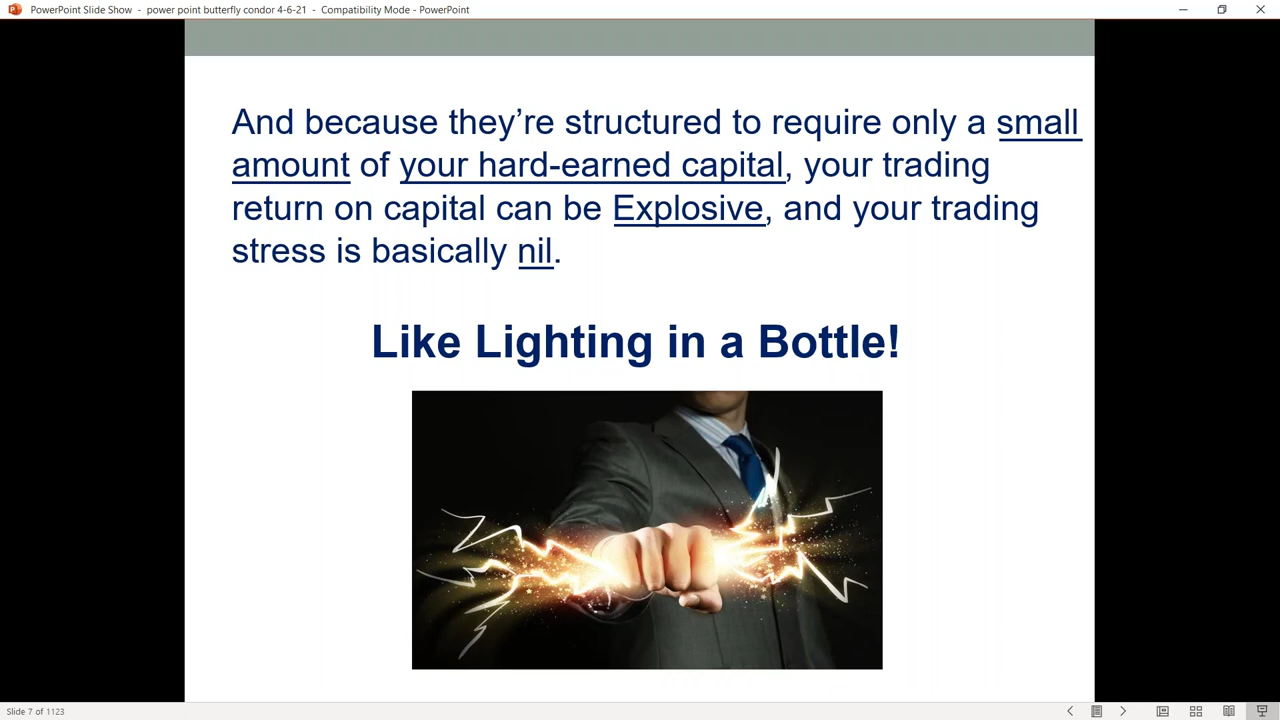 PowerPoint Slide Show - power point butterfly condor 4-6-21 - Compatibility Mode - PowerPoint
And because they’re structured to require only a small
amount of your hard-earned capital, your trading
return on capital can be Explosive, and your trading
stress is basically nil.
Like Lighting in a Bottle!
Slide 7 of 1123